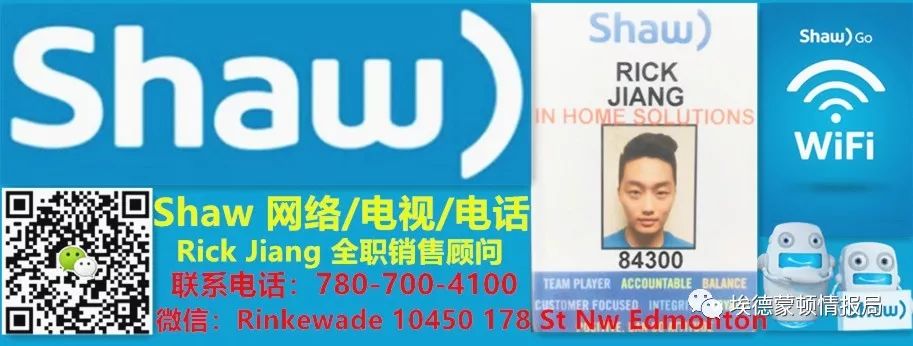 Shaw)
Shaw 网络/电视/电话
Rick Jiang 全职销售顾问
联系电话：780-700-4100
微信：Rinkewade 10450 178 St Nw Edmonton
Shaw)
RICK
JIANG
IN HOME SOLUTIONS
84300
TEAM PLAYER ACCOUNTABLE BALANCE
CUSTOMER FOCUSED
Shaw) Go
WiFi
埃德蒙顿情报局
Shaw)